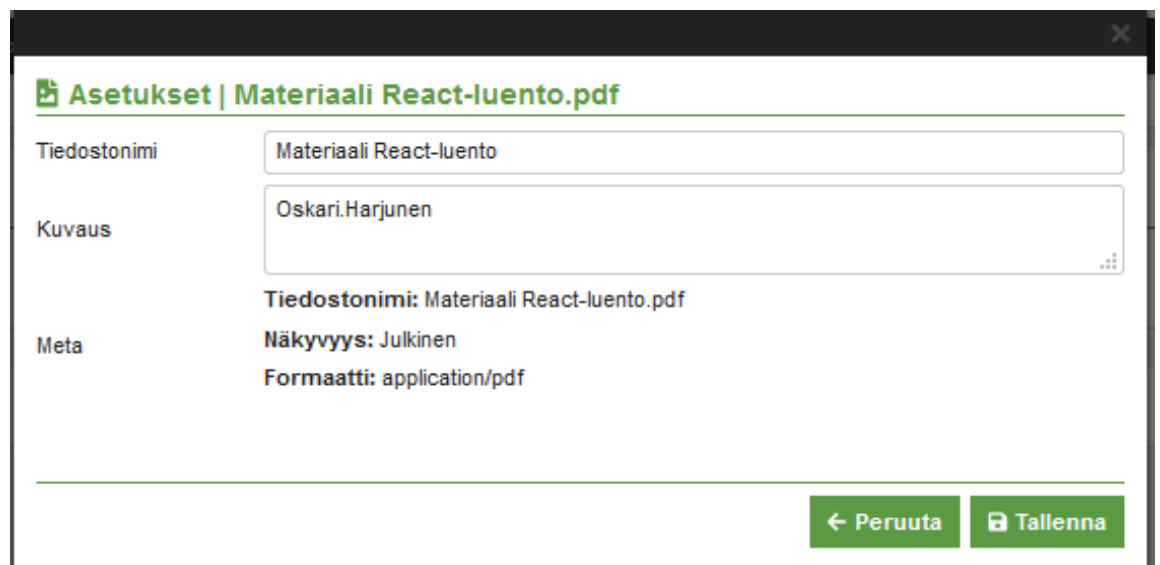 Asetukset | Materiaali React-luento.pdf
Tiedostonimi
Materiaali React-luento
Kuvaus
Oskari.Harjunen
Meta
Tiedostonimi: Materiaali React-luento.pdf
Näkyvyys: Julkinen
Formaatti: application/pdf
Peruuta
Tallenna